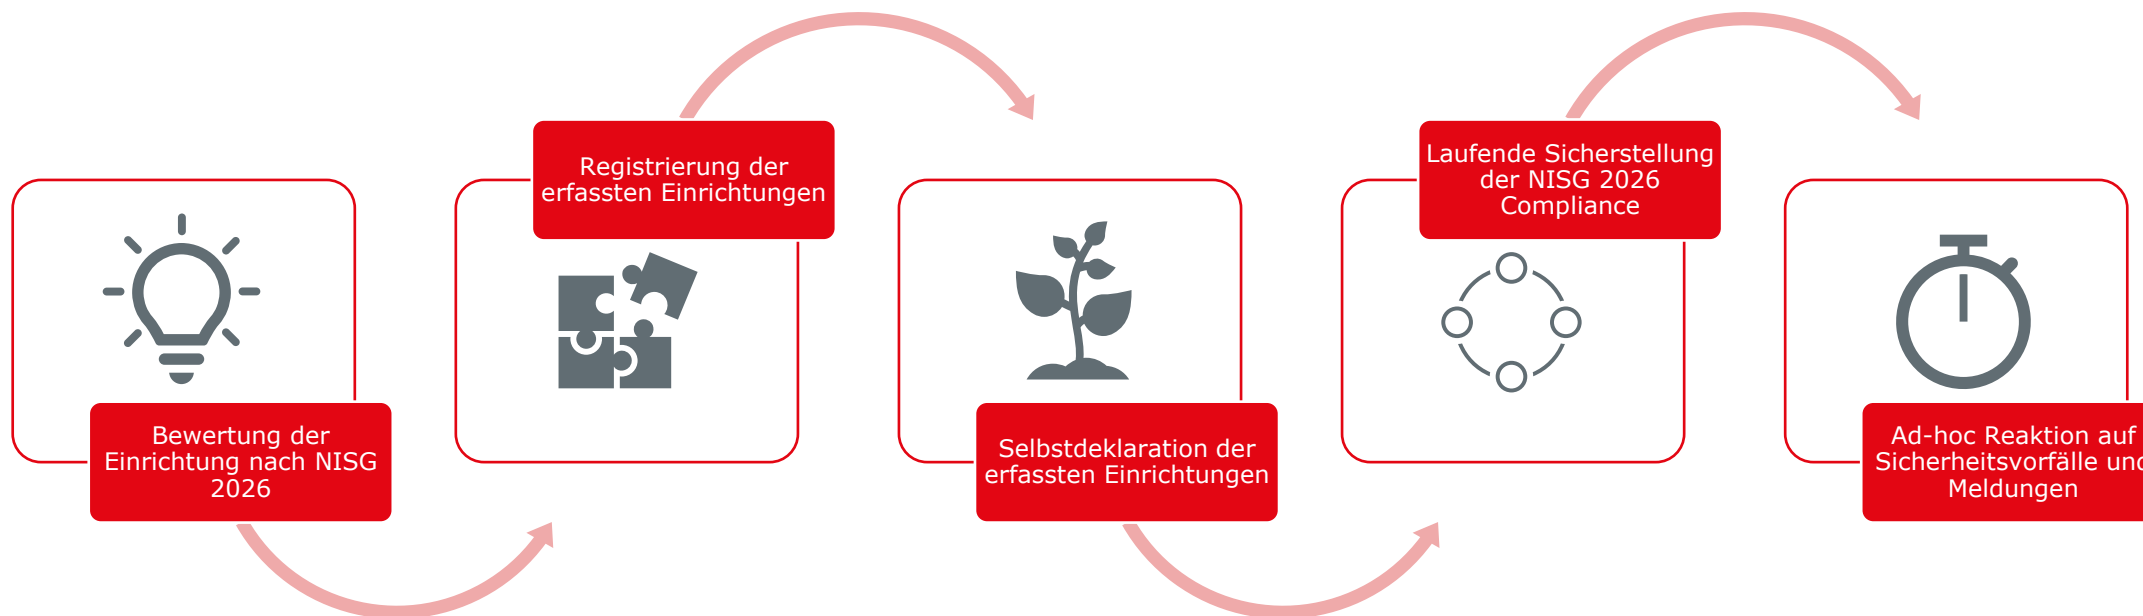 Bewertung der
Einrichtung nach NISG
2026
Registrierung der
erfassten Einrichtungen
Selbstdeklaration der
erfassten Einrichtungen
Laufende Sicherstellung
der NISG 2026
Compliance
Ad-hoc Reaktion auf
Sicherheitsvorfälle und
Meldungen